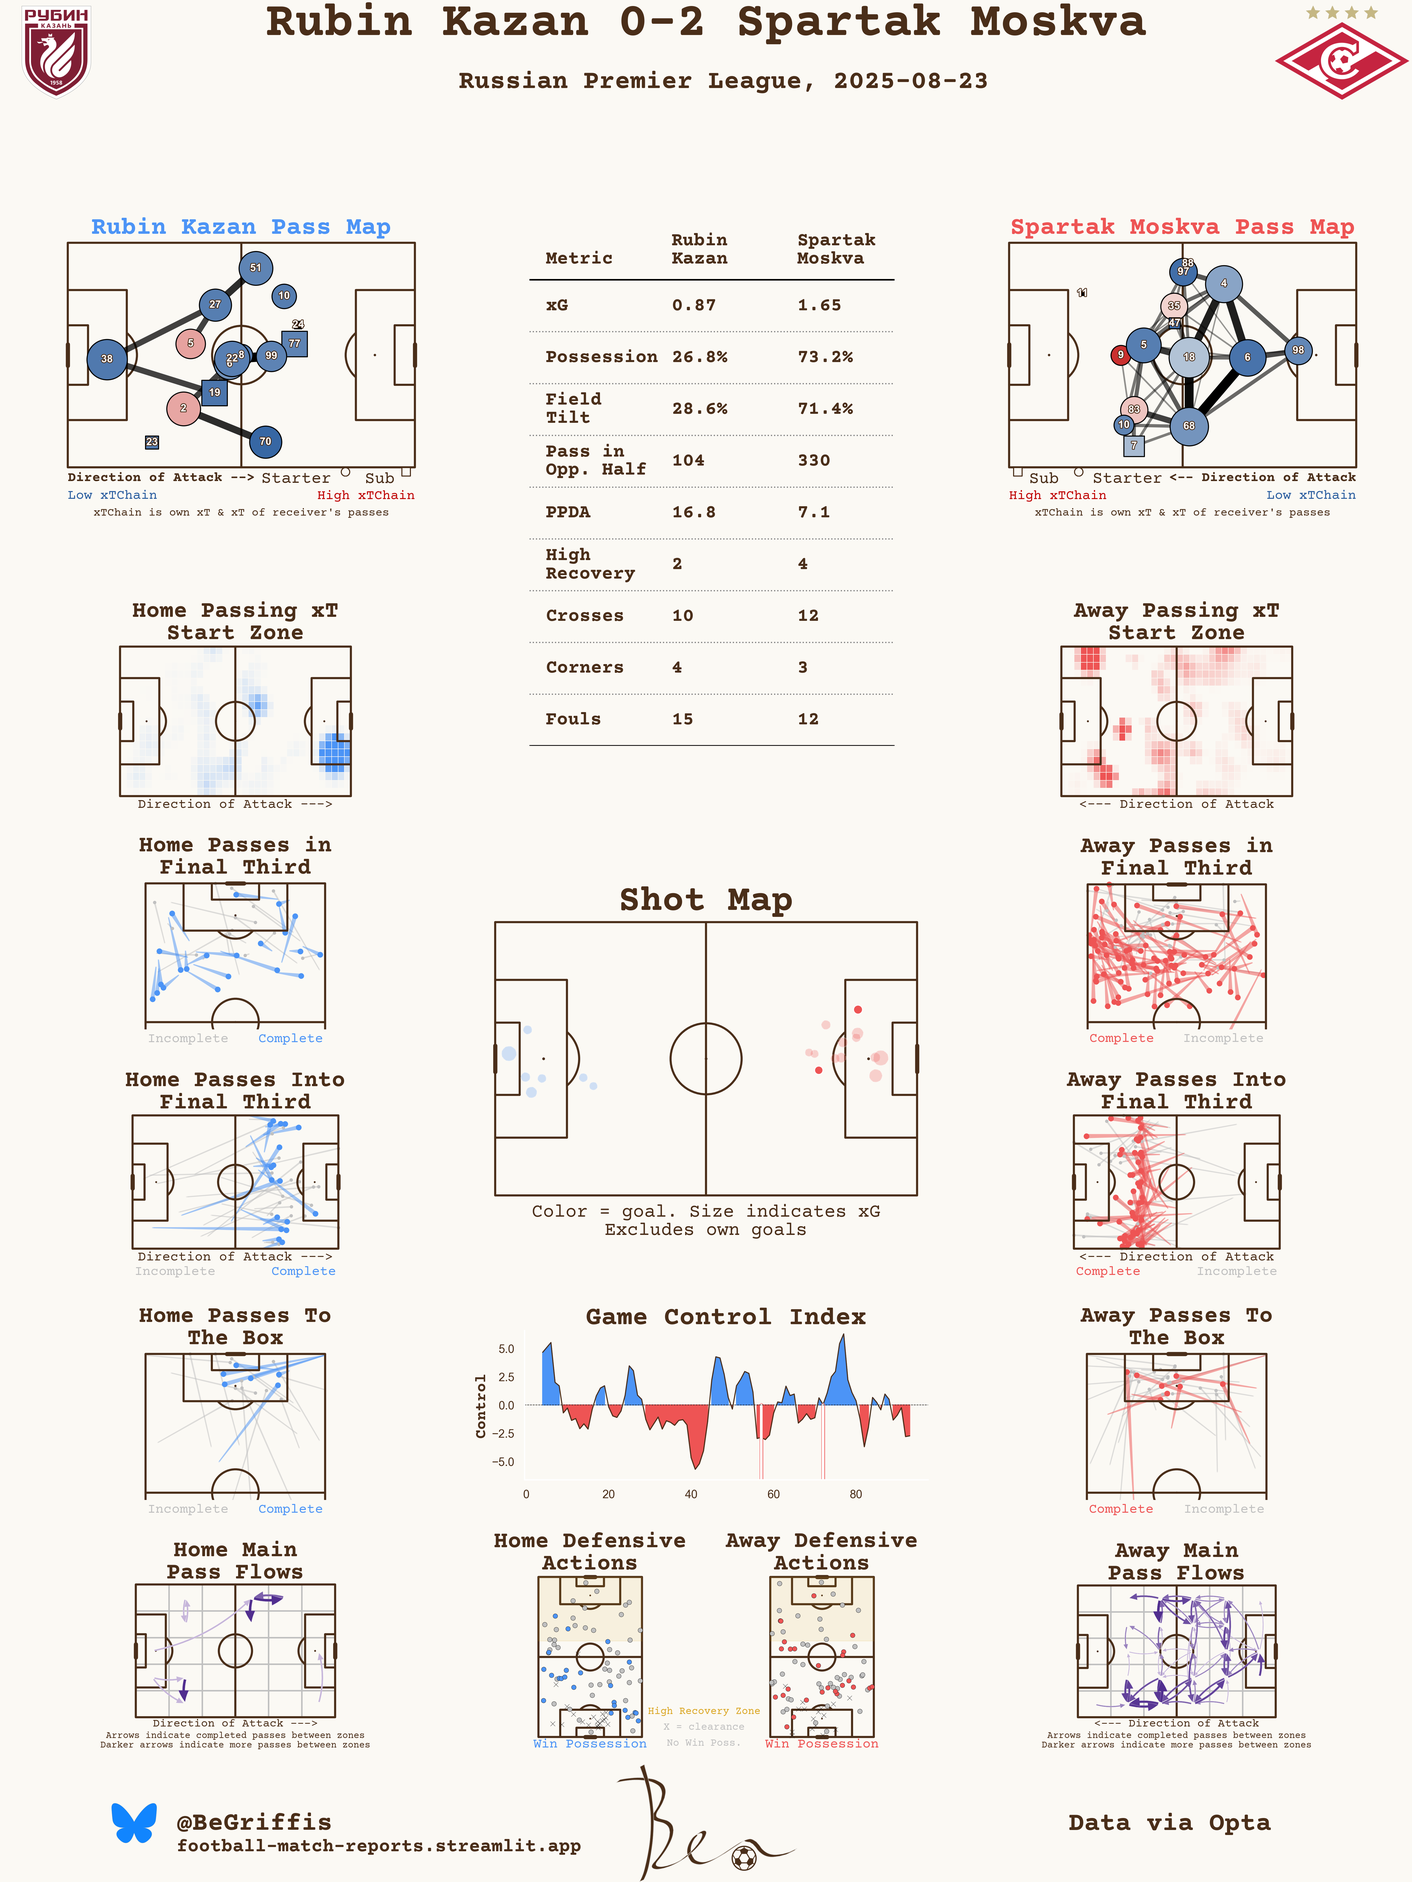 РУБИН
КАЗАНЬ
1958
Rubin Kazan 0-2 Spartak Moskva
Russian Premier League, 2025-08-23
Rubin Kazan Pass Map
51
10
27
24
5
77
38
22
8
6
99
19
2
23
70
Direction of Attack --> Starter Sub
Low xTChain High xTChain
xTChain is own xT & xT of receiver's passes
Metric Rubin Kazan Spartak Moskva
xG 0.87 1.65
Possession 26.8% 73.2%
Field Tilt 28.6% 71.4%
Pass in Opp. Half 104 330
PPDA 16.8 7.1
High Recovery 2 4
Crosses 10 12
Corners 4 3
Fouls 15 12
Spartak Moskva Pass Map
88
97
4
35
47
5
9
18
6
98
83
10
68
7
Sub Starter <-- Direction of Attack
High xTChain Low xTChain
xTChain is own xT & xT of receiver's passes
Home Passing xT
Start Zone
Direction of Attack --->
Away Passing xT
Start Zone
<--- Direction of Attack
Home Passes in
Final Third
Incomplete Complete
Shot Map
Color = goal. Size indicates xG
Excludes own goals
Away Passes in
Final Third
Complete Incomplete
Home Passes Into
Final Third
Direction of Attack --->
Incomplete Complete
Away Passes Into
Final Third
<--- Direction of Attack
Complete Incomplete
Home Passes To
The Box
Incomplete Complete
Game Control Index
Control
5.0
2.5
0.0
−2.5
−5.0
0 20 40 60 80
Away Passes To
The Box
Complete Incomplete
Home Main
Pass Flows
Direction of Attack --->
Arrows indicate completed passes between zones
Darker arrows indicate more passes between zones
Home Defensive
Actions
Win Possession
High Recovery Zone
X = clearance
No Win Poss.
Away Defensive
Actions
Win Possession
Away Main
Pass Flows
<--- Direction of Attack
Arrows indicate completed passes between zones
Darker arrows indicate more passes between zones
@BeGriffis
football-match-reports.streamlit.app
Ben
Data via Opta